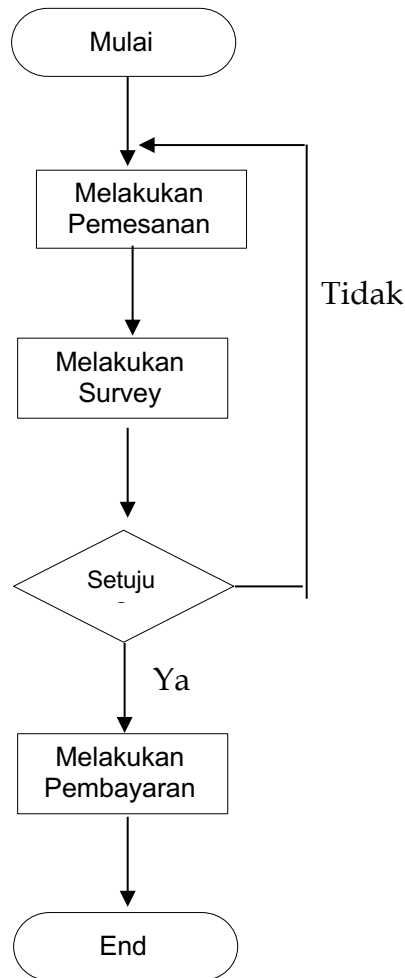 Mulai
Melakukan
Pemesanan
Tidak
Melakukan
Survey
Setuju
Ya
Melakukan
Pembayaran
End